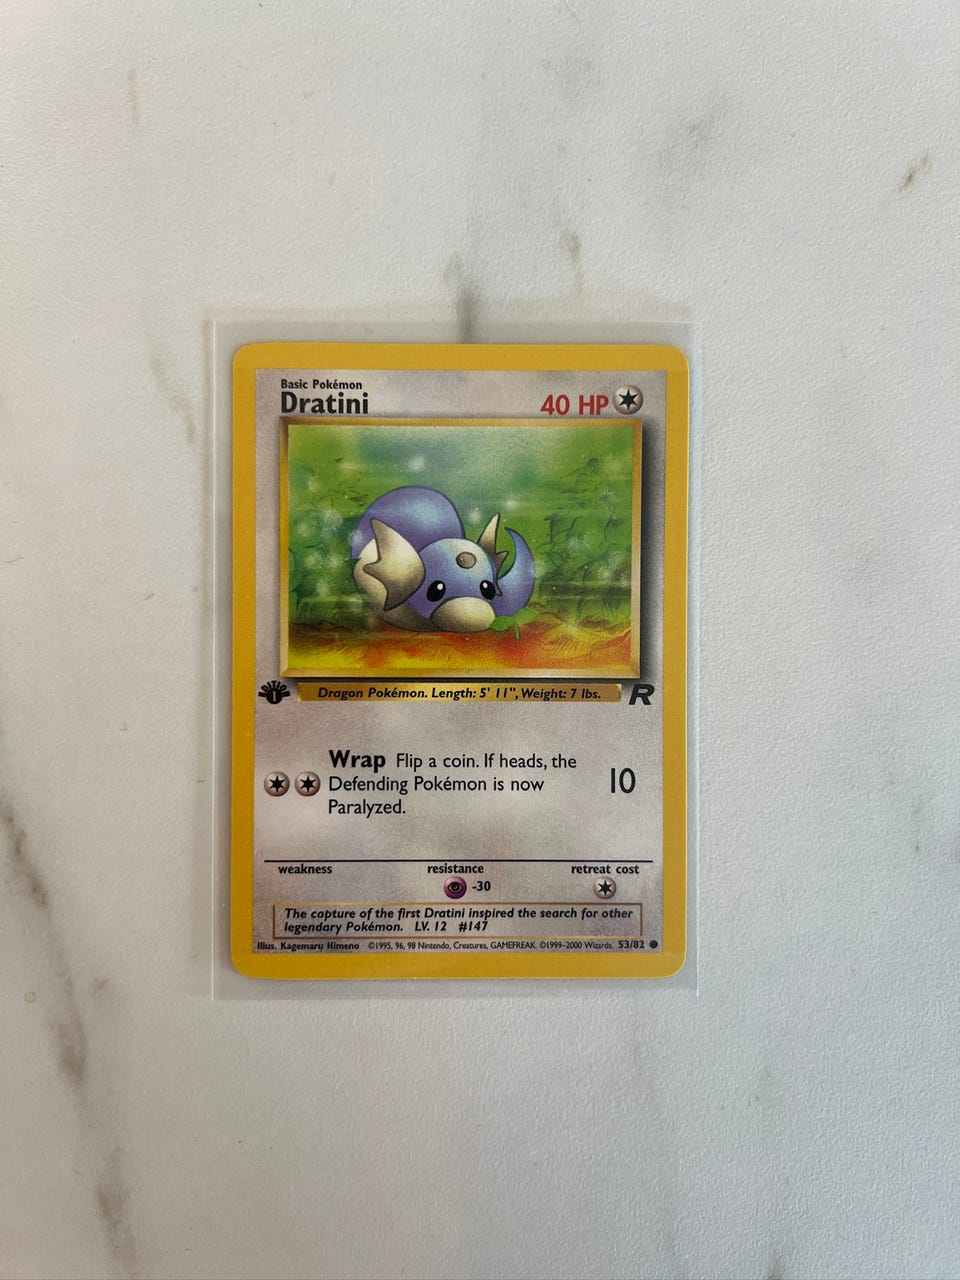 Basic Pokémon
Dratini
40 HP
Dragon Pokémon. Length: 5' 11", Weight: 7 lbs.
EDITION
1
R
Wrap Flip a coin. If heads, the
Defending Pokémon is now
Paralyzed.
10
weakness resistance retreat cost
-30
The capture of the first Dratini inspired the search for other
legendary Pokémon. LV. 12 #147
Illus. Kagemaru Himeno ©1995, 96, 98 Nintendo, Creatures, GAMEFREAK. ©1999-2000 Wizards. 53/82